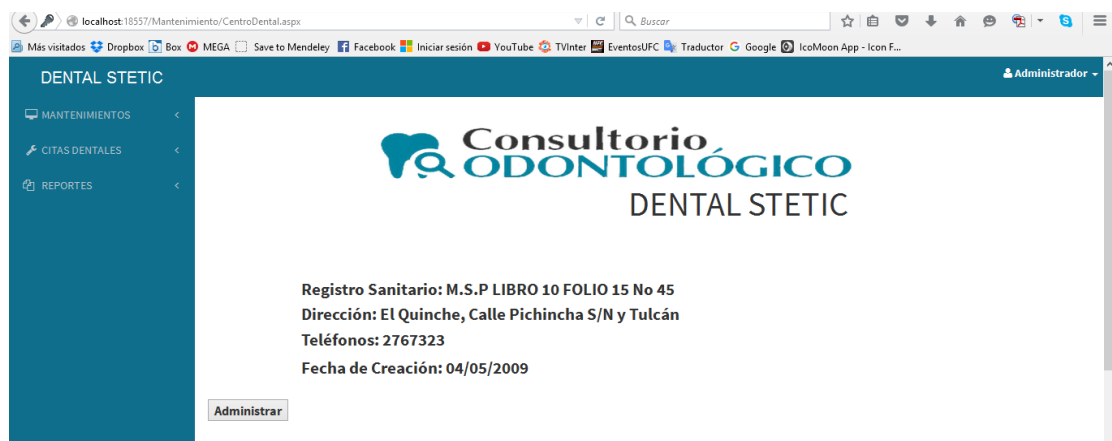 localhost:18557/Mantenimiento/CentroDental.aspx
Buscar
Más visitados Dropbox Box MEGA Save to Mendeley Facebook Iniciar sesión YouTube TVInter EventosUFC Traductor Google IcoMoon App - Icon F...
DENTAL STETIC
Administrador
MANTENIMIENTOS
CITAS DENTALES
REPORTES
Consultorio
ODONTOLÓGICO
DENTAL STETIC
Registro Sanitario: M.S.P LIBRO 10 FOLIO 15 No 45
Dirección: El Quinche, Calle Pichincha S/N y Tulcán
Teléfonos: 2767323
Fecha de Creación: 04/05/2009
Administrar